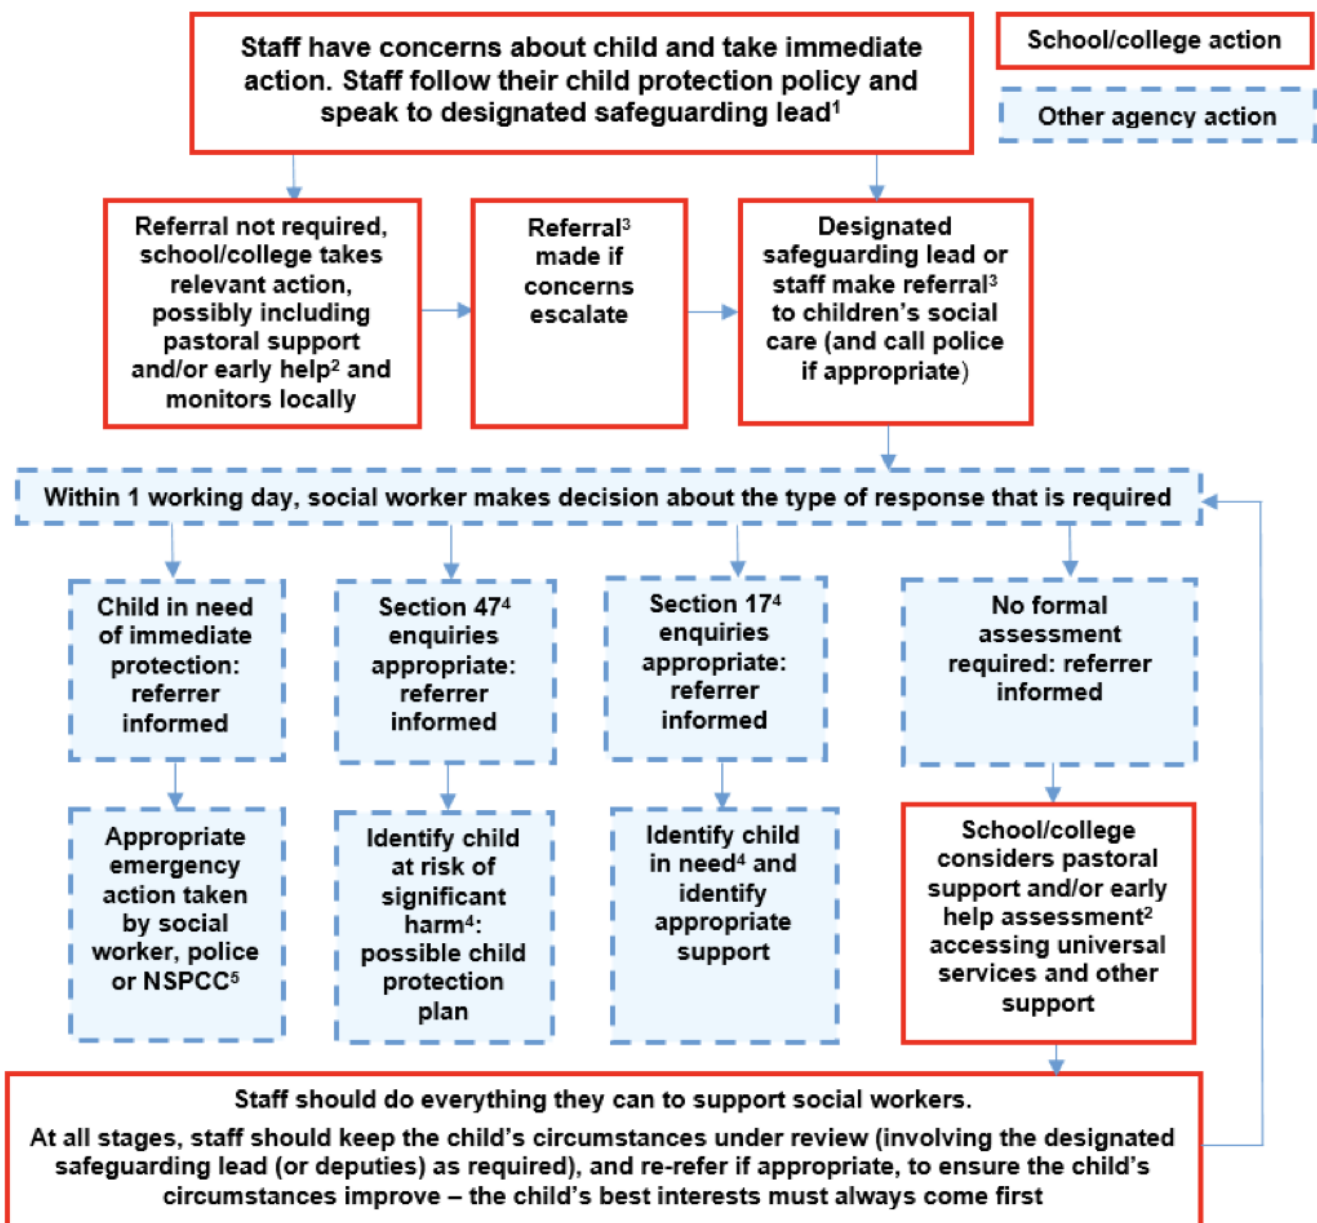 Staff have concerns about child and take immediate
action. Staff follow their child protection policy and
speak to designated safeguarding lead¹
School/college action
Other agency action
Referral not required,
school/college takes
relevant action,
possibly including
pastoral support
and/or early help² and
monitors locally
Referral³
made if
concerns
escalate
Designated
safeguarding lead or
staff make referral³
to children’s social
care (and call police
if appropriate)
Within 1 working day, social worker makes decision about the type of response that is required
Child in need
of immediate
protection:
referrer
informed
Section 47⁴
enquiries
appropriate:
referrer
informed
Section 17⁴
enquiries
appropriate:
referrer
informed
No formal
assessment
required: referrer
informed
Appropriate
emergency
action taken
by social
worker, police
or NSPCC⁵
Identify child
at risk of
significant
harm⁴:
possible child
protection
plan
Identify child
in need⁴ and
identify
appropriate
support
School/college
considers pastoral
support and/or early
help assessment²
accessing universal
services and other
support
Staff should do everything they can to support social workers.
At all stages, staff should keep the child’s circumstances under review (involving the designated
safeguarding lead (or deputies) as required), and re-refer if appropriate, to ensure the child’s
circumstances improve – the child’s best interests must always come first